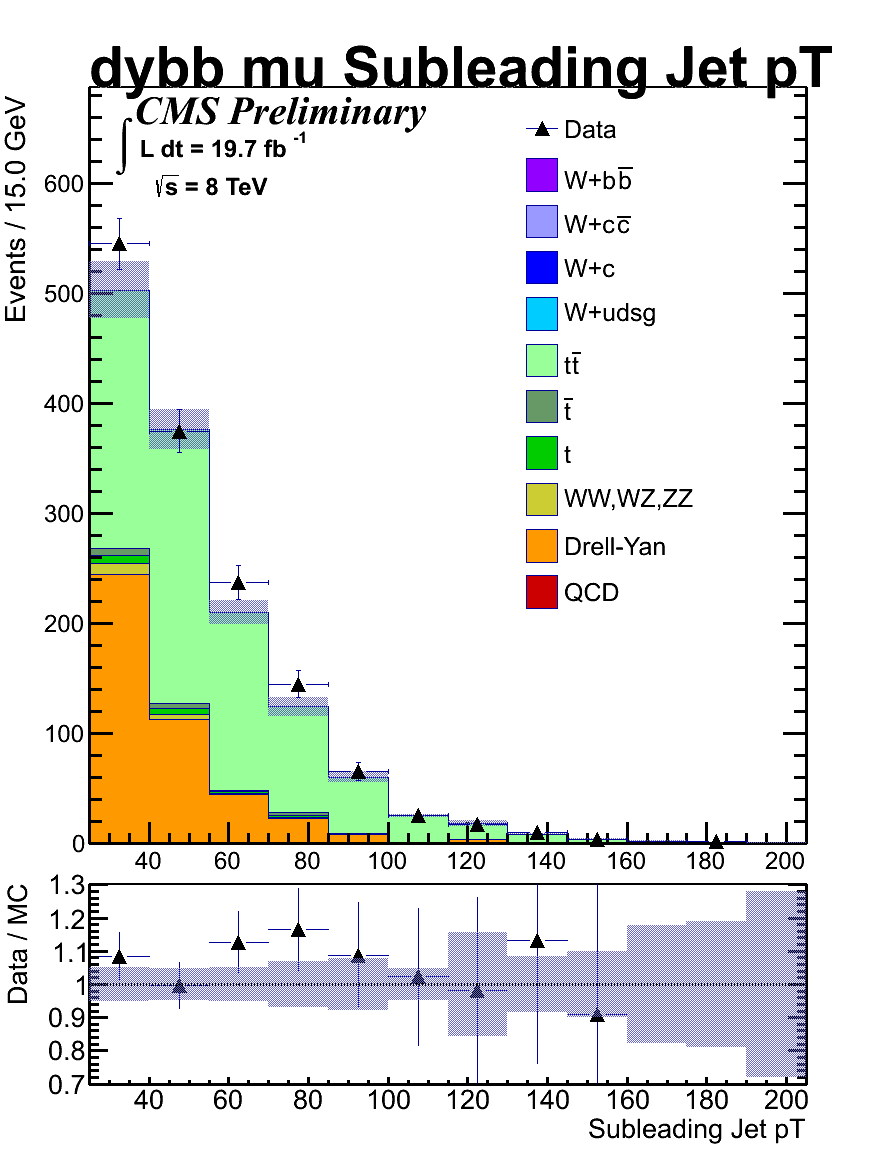 dybb mu Subleading Jet pT
CMS Preliminary
∫ L dt = 19.7 fb⁻¹
√s = 8 TeV
Events / 15.0 GeV
600
500
400
300
200
100
0
Data
W+bb̅
W+cc̅
W+c
W+udsg
tt̅
t̅
t
WW,WZ,ZZ
Drell-Yan
QCD
40 60 80 100 120 140 160 180 200
Data / MC
1.3
1.2
1.1
1
0.9
0.8
0.7
40 60 80 100 120 140 160 180 200
Subleading Jet pT